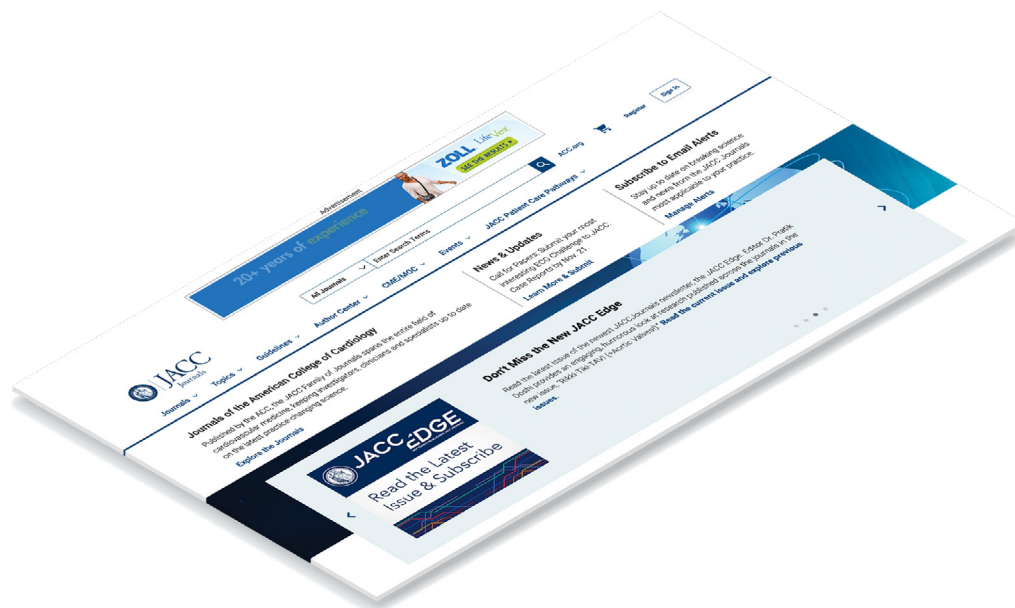 Advertisement
20+ years of experience
ZOLL LifeVest
SEE THE RESULTS
JACC
Journals
All Journals
Enter Search Terms
ACC.org
Register
Sign In
Journals
Topics
Guidelines
Author Center
CME/MOC
Events
JACC Patient Care Pathways
Journals of the American College of Cardiology
Published by the ACC, the JACC Family of Journals spans the entire field of
cardiovascular medicine, keeping investigators, clinicians and specialists up to date
on the latest practice-changing science.
Explore the Journals
News & Updates
Call for Papers: Submit your most
interesting ECG Challenge to JACC:
Case Reports by Nov. 21
Learn More & Submit
Subscribe to Email Alerts
Stay up to date on breaking science
and news from the JACC Journals
most applicable to your practice.
Manage Alerts
JACC EDGE
Read the Latest
Issue & Subscribe
Don't Miss the New JACC Edge
Read the latest issue of the newest JACC Journals newsletter, the JACC Edge. Editor Dr. Pratik
Doshi provides an engaging, humorous look at research published across the journals in the
new issue, "Rikki Tiki TAVI (+Aortic Valves!)" Read the current issue and explore previous
issues.